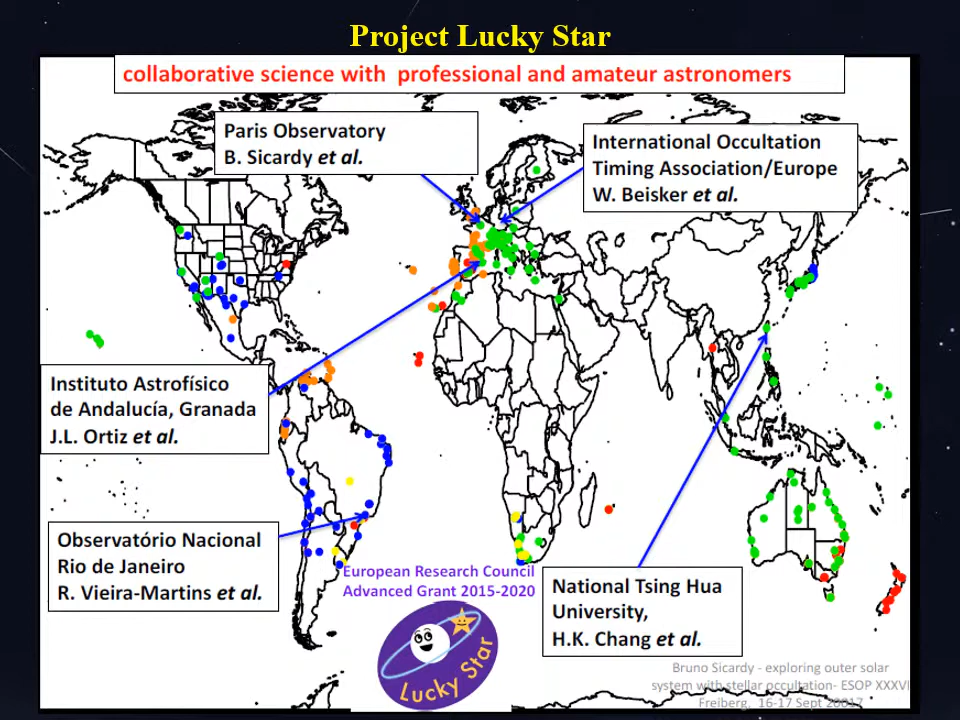 Project Lucky Star
collaborative science with professional and amateur astronomers
Paris Observatory
B. Sicardy et al.
International Occultation
Timing Association/Europe
W. Beisker et al.
Instituto Astrofísico
de Andalucía, Granada
J.L. Ortiz et al.
Observatório Nacional
Rio de Janeiro
R. Vieira-Martins et al.
European Research Council
Advanced Grant 2015-2020
Lucky Star
National Tsing Hua
University,
H.K. Chang et al.
Bruno Sicardy - exploring outer solar
system with stellar occultation- ESOP XXXVI
Freiberg, 16-17 Sept 20017